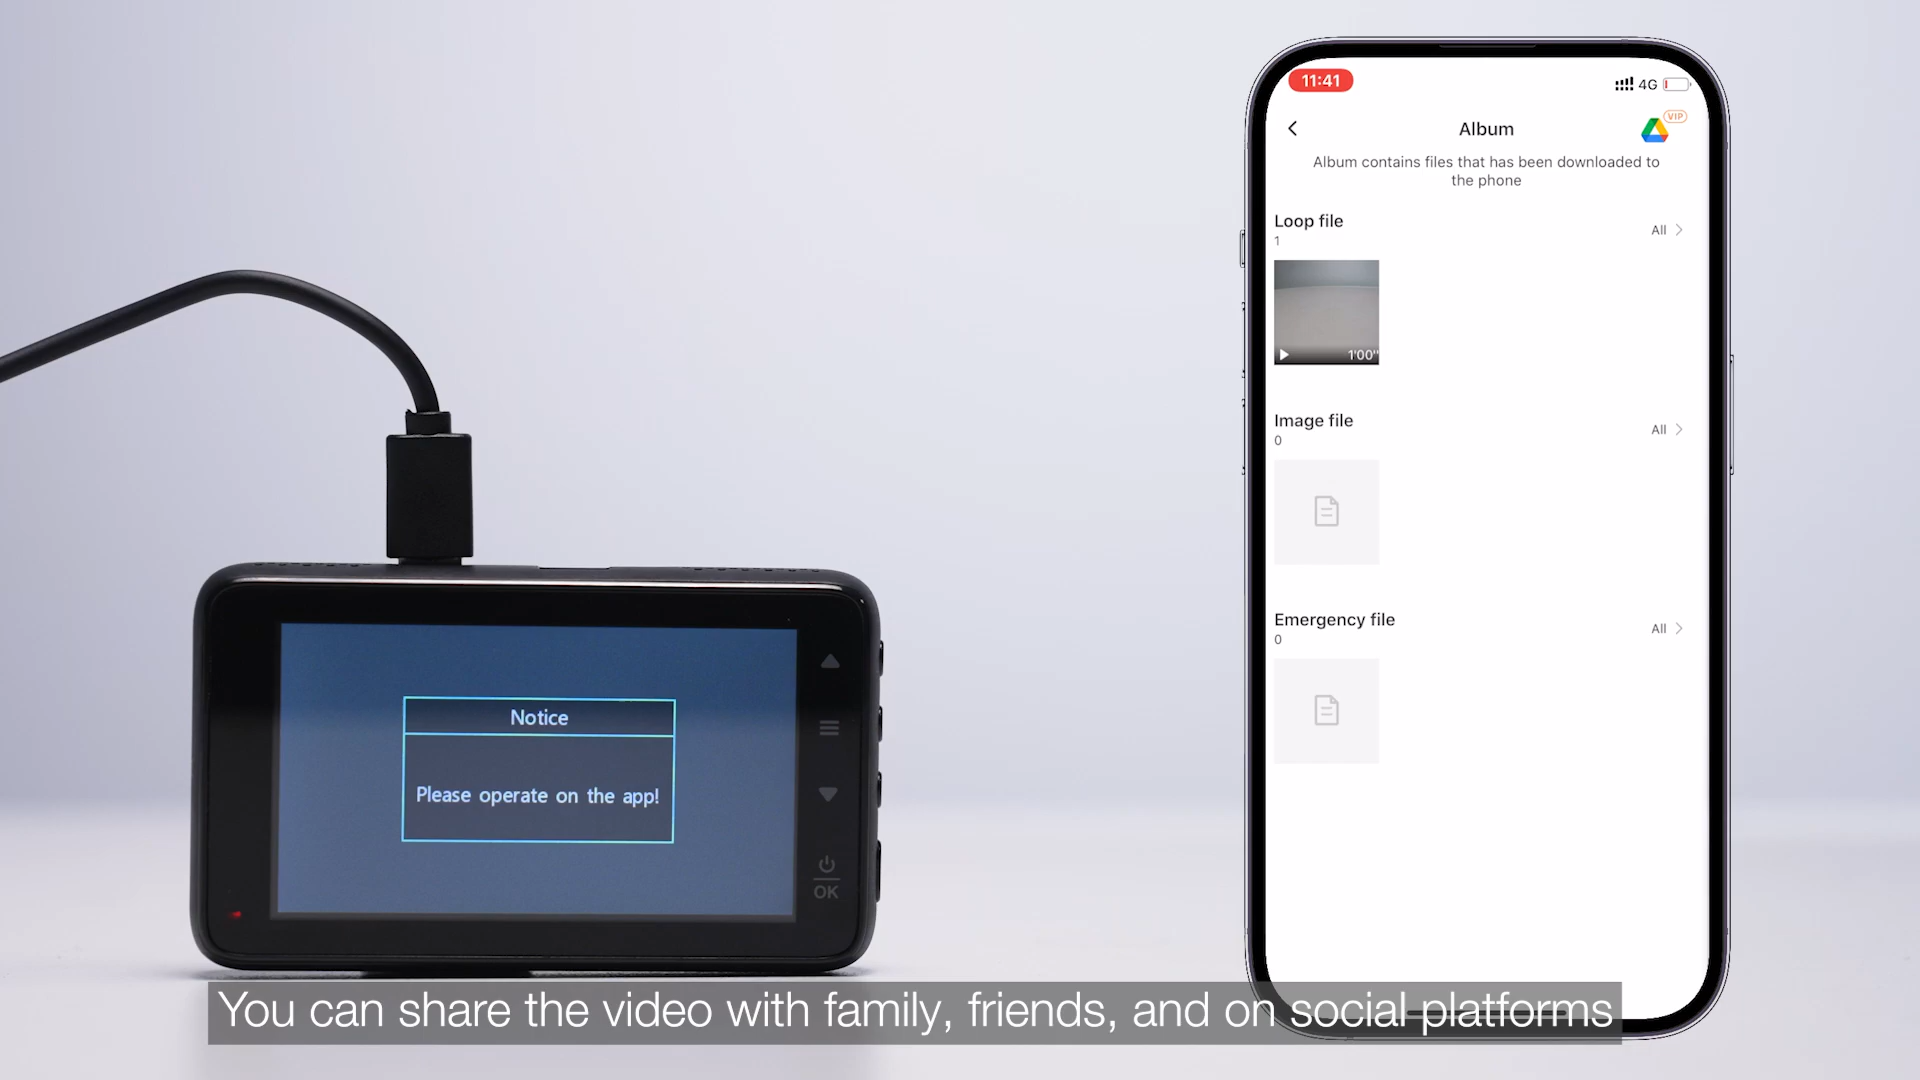 11:41
4G
VIP
Album
Album contains files that has been downloaded to
the phone
Loop file
1
All
1'00"
Image file
0
All
Emergency file
0
All
Notice
Please operate on the app!
OK
You can share the video with family, friends, and on social platforms